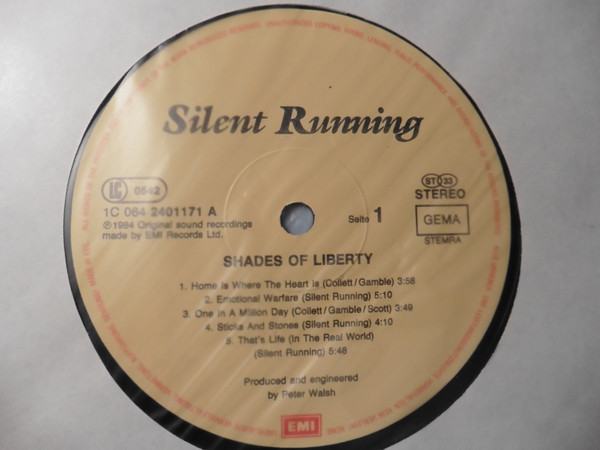 Silent Running
LC 0542
1C 064 2401171 A
℗1984 Original sound recordings
made by EMI Records Ltd.
Seite 1
ST 33
STEREO
GEMA
STEMRA
SHADES OF LIBERTY
1. Home Is Where The Heart Is (Collett/Gamble) 3:58
2. Emotional Warfare (Silent Running) 5:10
3. One In A Million Day (Collett/Gamble/Scott) 3:49
4. Sticks And Stones (Silent Running) 4:10
5. That's Life (In The Real World)
(Silent Running) 5:48
Produced and engineered
by Peter Walsh
EMI